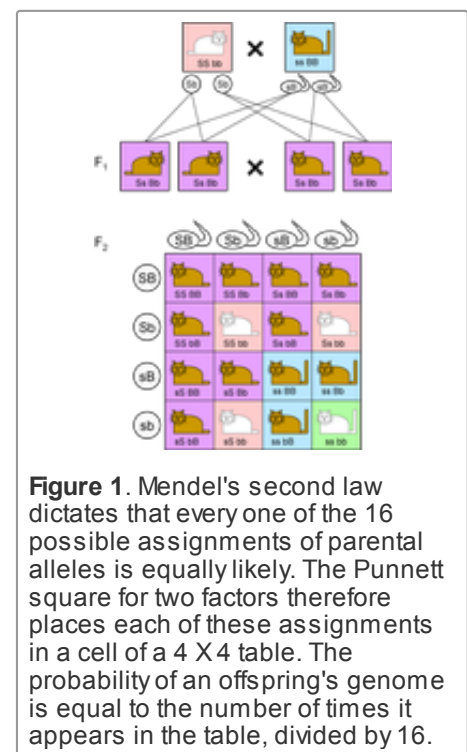 SS bb × ss BB
Sb Sb sB sB
F1 Ss Bb Ss Bb × Ss Bb Ss Bb
F2 SB Sb sB sb
SB SS BB SS Bb Ss BB Ss Bb
Sb SS bB SS bb Ss bB Ss bb
sB sS BB sS Bb ss BB ss Bb
sb sS bB sS bb ss bB ss bb
Figure 1. Mendel's second law
dictates that every one of the 16
possible assignments of parental
alleles is equally likely. The Punnett
square for two factors therefore
places each of these assignments
in a cell of a 4 X 4 table. The
probability of an offspring's genome
is equal to the number of times it
appears in the table, divided by 16.